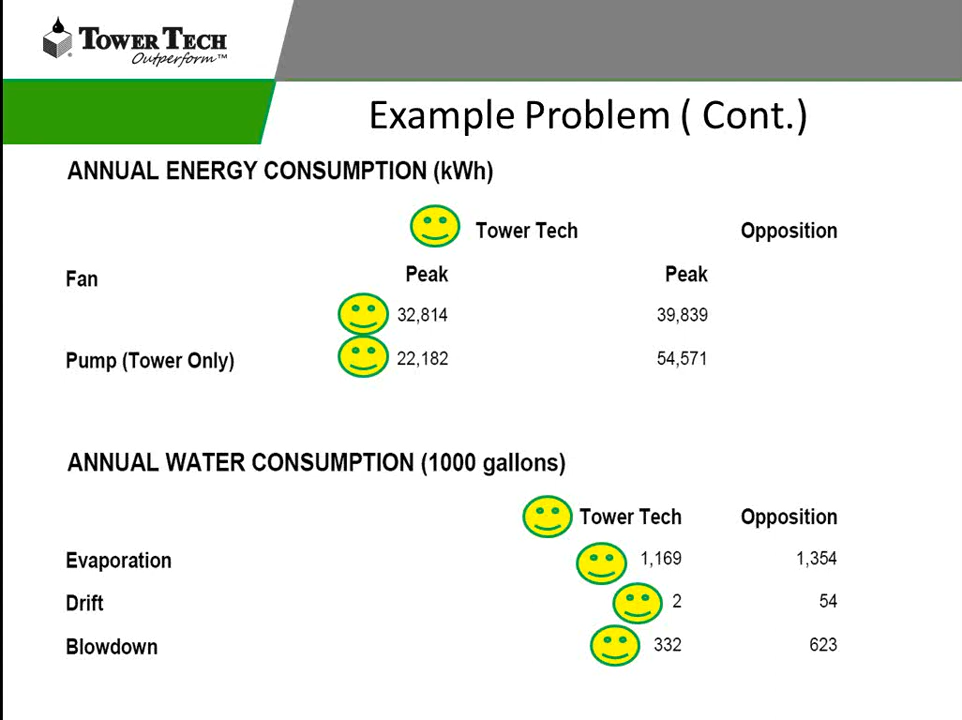 TOWER TECH
Outperform™
Example Problem ( Cont.)
ANNUAL ENERGY CONSUMPTION (kWh)
Tower Tech Opposition
Fan Peak Peak
32,814 39,839
Pump (Tower Only) 22,182 54,571
ANNUAL WATER CONSUMPTION (1000 gallons)
Tower Tech Opposition
Evaporation 1,169 1,354
Drift 2 54
Blowdown 332 623